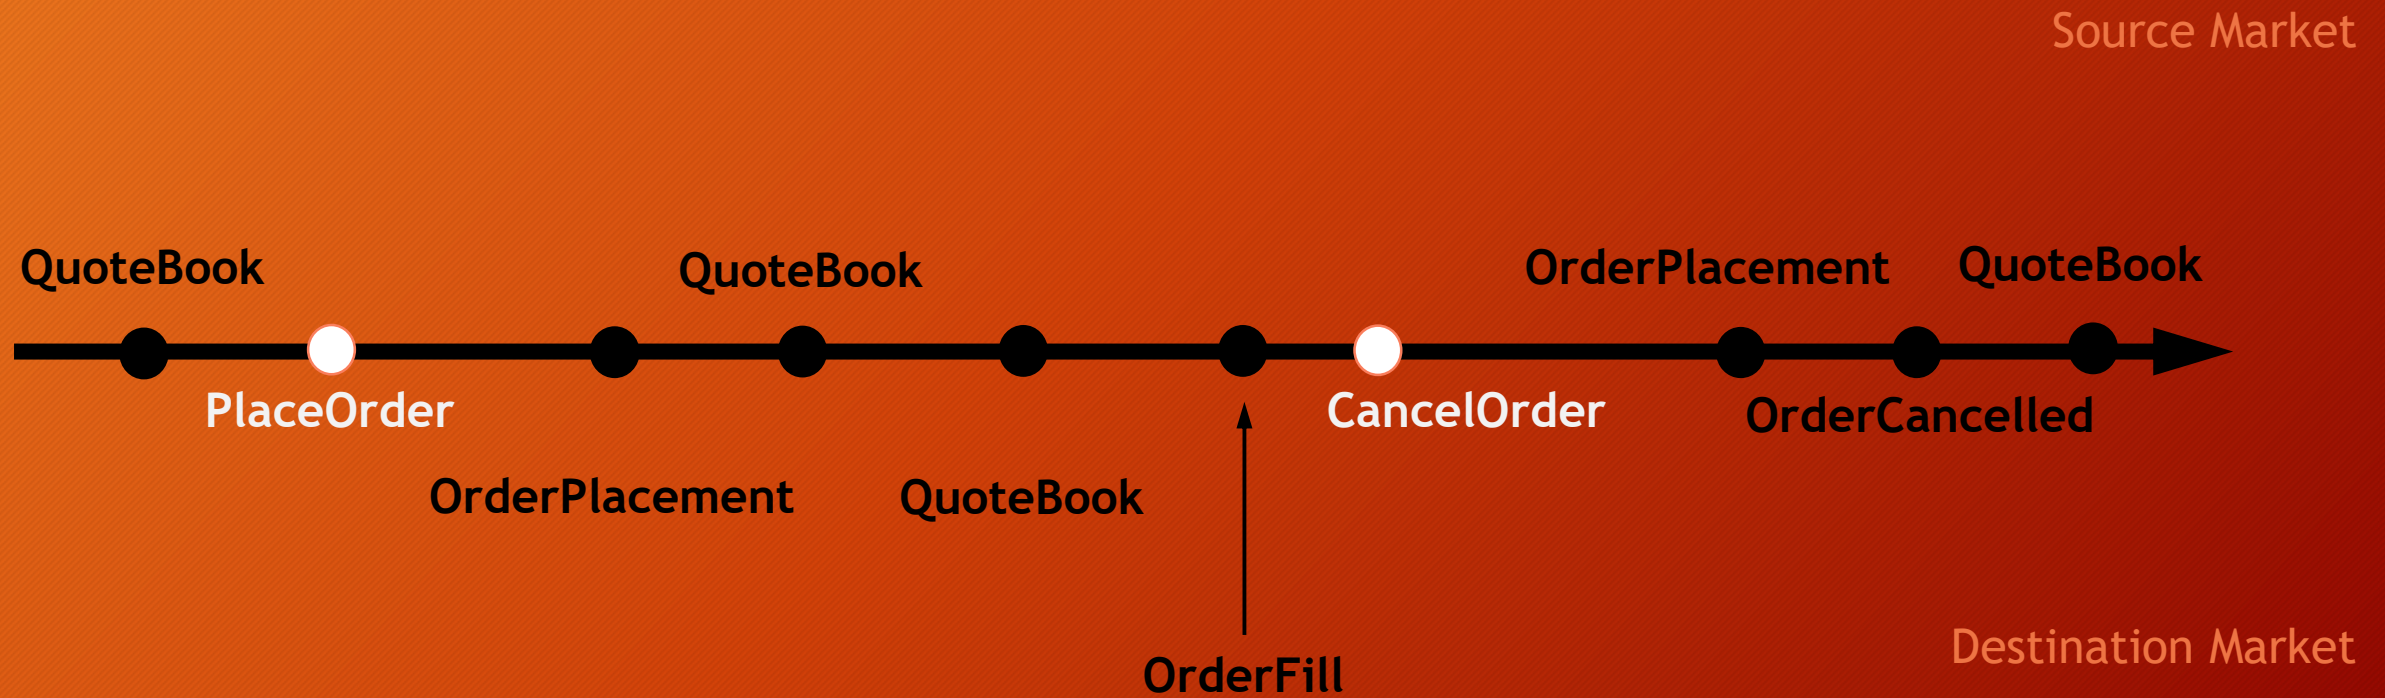 Source Market
QuoteBook
QuoteBook
OrderPlacement
QuoteBook
PlaceOrder
CancelOrder
OrderCancelled
OrderPlacement
QuoteBook
Destination Market
OrderFill